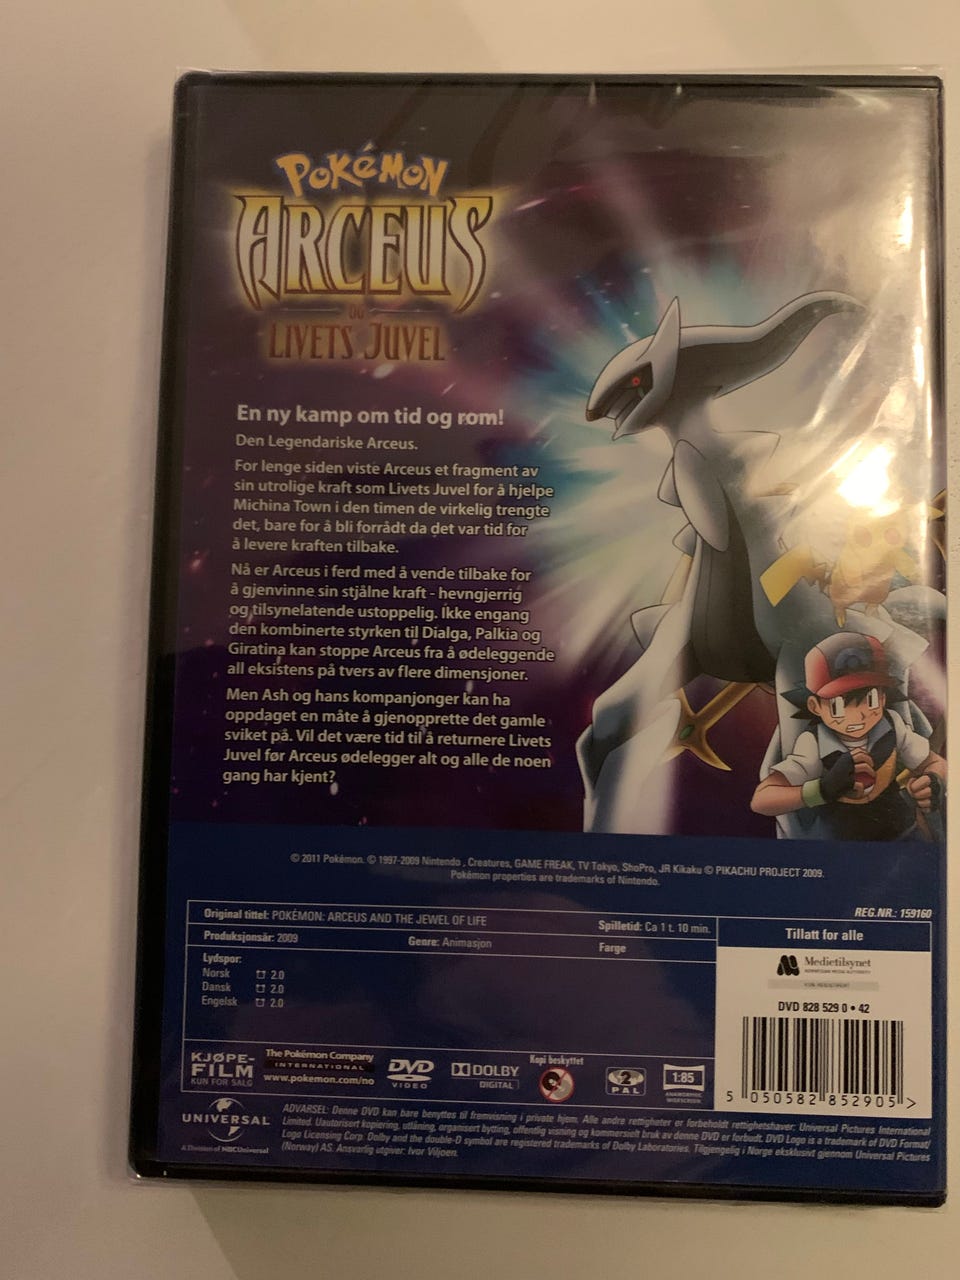 POKéMON
ARCEUS
OG
LIVETS JUVEL
En ny kamp om tid og rom!
Den Legendariske Arceus.
For lenge siden viste Arceus et fragment av
sin utrolige kraft som Livets Juvel for å hjelpe
Michina Town i den timen de virkelig trengte
det, bare for å bli forrådt da det var tid for
å levere kraften tilbake.
Nå er Arceus i ferd med å vende tilbake for
å gjenvinne sin stjålne kraft - hevngjerrig
og tilsynelatende ustoppelig. Ikke engang
den kombinerte styrken til Dialga, Palkia og
Giratina kan stoppe Arceus fra å ødeleggende
all eksistens på tvers av flere dimensjoner.
Men Ash og hans kompanjonger kan ha
oppdaget en måte å gjenopprette det gamle
sviket på. Vil det være tid til å returnere Livets
Juvel før Arceus ødelegger alt og alle de noen
gang har kjent?
© 2011 Pokémon. © 1997-2009 Nintendo, Creatures, GAME FREAK, TV Tokyo, ShoPro, JR Kikaku © PIKACHU PROJECT 2009.
Pokémon properties are trademarks of Nintendo.
REG.NR.: 159160
Original tittel: POKÉMON: ARCEUS AND THE JEWEL OF LIFE
Spilletid: Ca 1 t. 10 min.
Produksjonsår: 2009
Genre: Animasjon
Farge
Lydspor:
Norsk 2.0
Dansk 2.0
Engelsk 2.0
Tillatt for alle
Medietilsynet
NORWEGIAN MEDIA AUTHORITY
DVD 828 529 0 • 42
5 050582 852905 >
KJØPE-
FILM
KUN FOR SALG
The Pokémon Company
INTERNATIONAL
www.pokemon.com/no
DVD
VIDEO
DOLBY
DIGITAL
Kopi beskyttet
2
PAL
1:85
ANAMORPHIC
WIDESCREEN
UNIVERSAL
A Division of NBCUniversal
ADVARSEL: Denne DVD kan bare benyttes til fremvisning i private hjem. Alle andre rettigheter er forbeholdt rettighetshaver: Universal Pictures International
Limited. Uautorisert kopiering, utlåning, organisert bytting, offentlig visning og kommersielt bruk av denne DVD er forbudt. DVD Logo is a trademark of DVD Format/
Logo Licensing Corp. Dolby and the double-D symbol are registered trademarks of Dolby Laboratories. Tilgjengelig i Norge eksklusivt gjennom Universal Pictures
(Norway) AS. Ansvarlig utgiver: Ivor Viljoen.